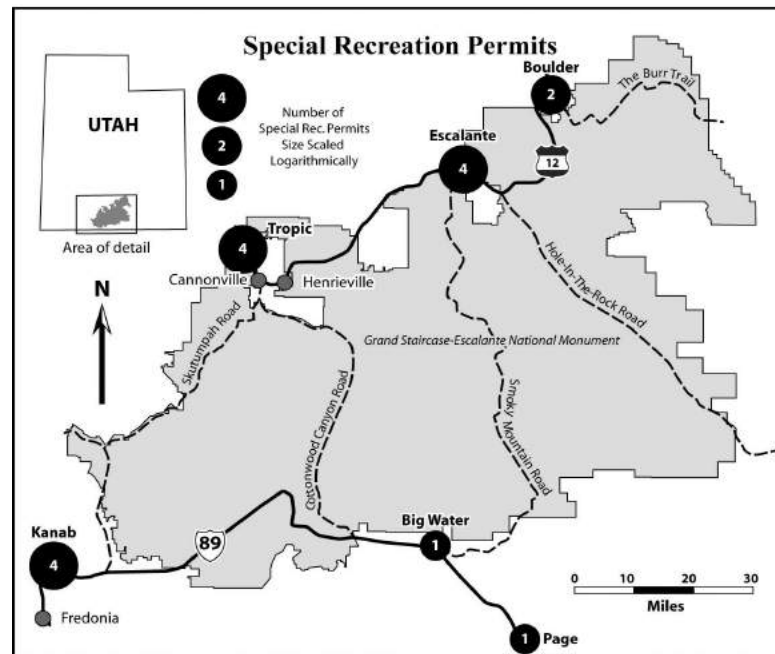 Special Recreation Permits
UTAH
Area of detail
4
2
1
Number of
Special Rec. Permits
Size Scaled
Logarithmically
Boulder
2
The Burr Trail
Escalante
4
12
Tropic
4
Cannonville
Henrieville
N
Skutumpah Road
Hole-In-The-Rock Road
Grand Staircase-Escalante National Monument
Cottonwood Canyon Road
Smoky Mountain Road
Kanab
4
89
Big Water
1
Fredonia
1
Page
0 10 20 30
Miles